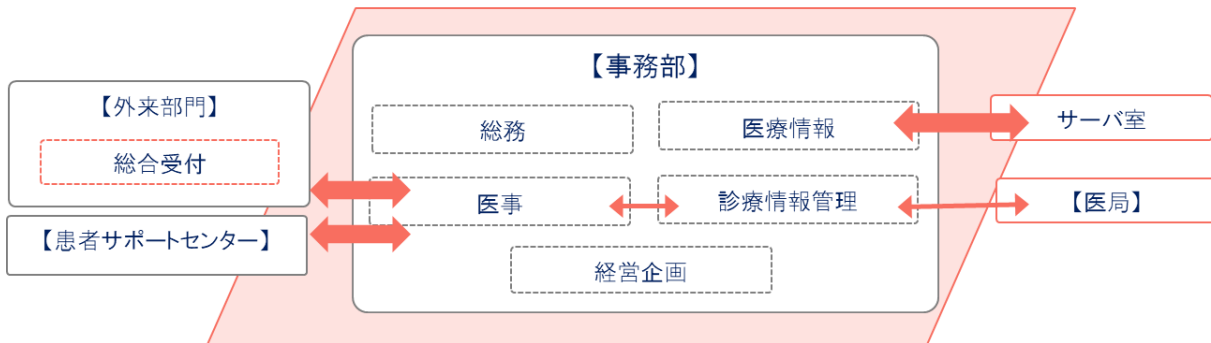 【事務部】
【外来部門】
総合受付
【患者サポートセンター】
総務
医療情報
医事
診療情報管理
経営企画
サーバ室
【医局】